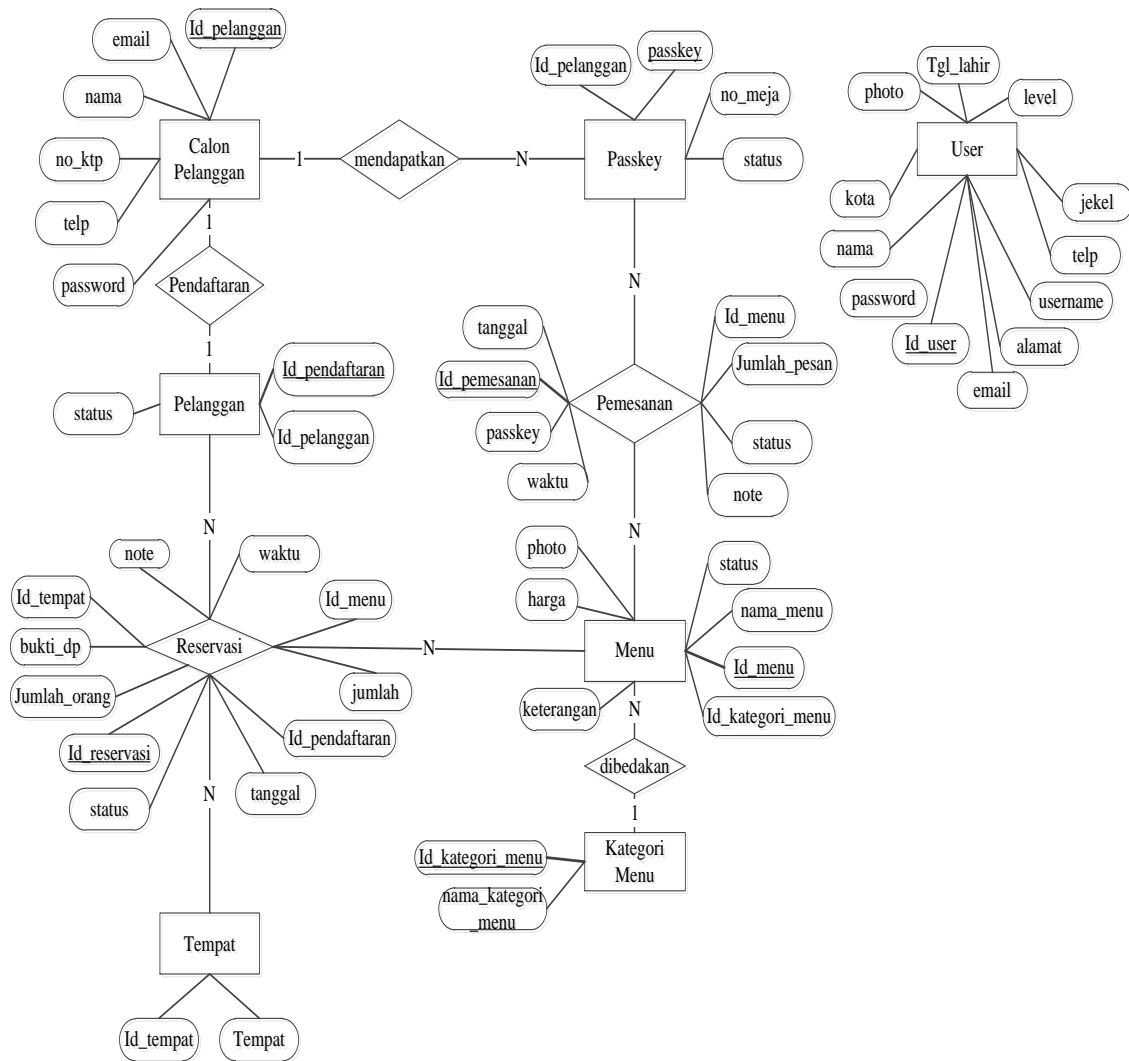 Id_pelanggan
email
nama
no_ktp
telp
password
Calon
Pelanggan
1
mendapatkan
N
Id_pelanggan
passkey
no_meja
status
Passkey
Tgl_lahir
photo
level
User
kota
jekel
nama
telp
password
username
Id_user
alamat
email
1
Pendaftaran
1
Pelanggan
status
Id_pendaftaran
Id_pelanggan
N
N
tanggal
Id_menu
Jumlah_pesan
Id_pemesanan
Pemesanan
passkey
status
waktu
note
N
note
waktu
Id_tempat
Id_menu
bukti_dp
Reservasi
N
Jumlah_orang
jumlah
Id_reservasi
Id_pendaftaran
status
tanggal
N
photo
status
harga
nama_menu
Menu
Id_menu
keterangan
Id_kategori_menu
N
dibedakan
1
Id_kategori_menu
Kategori
Menu
nama_kategori
_menu
Tempat
Id_tempat
Tempat